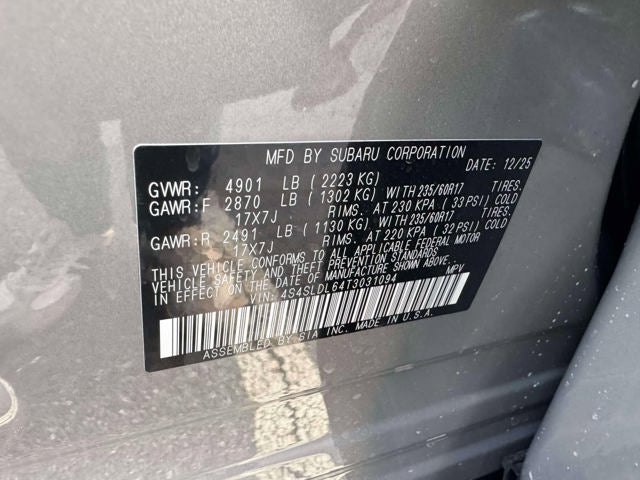 MFD BY SUBARU CORPORATION DATE: 12/25
GVWR: 4901 LB ( 2223 KG)
GAWR:F 2870 LB ( 1302 KG) WITH 235/60R17 TIRES.
17X7J RIMS. AT 230 KPA ( 33 PSI) COLD
GAWR:R 2491 LB ( 1130 KG) WITH 235/60R17 TIRES.
17X7J RIMS. AT 220 KPA ( 32 PSI) COLD
THIS VEHICLE CONFORMS TO ALL APPLICABLE FEDERAL MOTOR
VEHICLE SAFETY AND THEFT PREVENTION STANDARDS IN EFFECT
ON THE DATE OF MANUFACTURE SHOWN ABOVE.
VIN: 4S4SLDL64T3031094 MPV
ASSEMBLED BY SIA INC. MADE IN U.S.A.